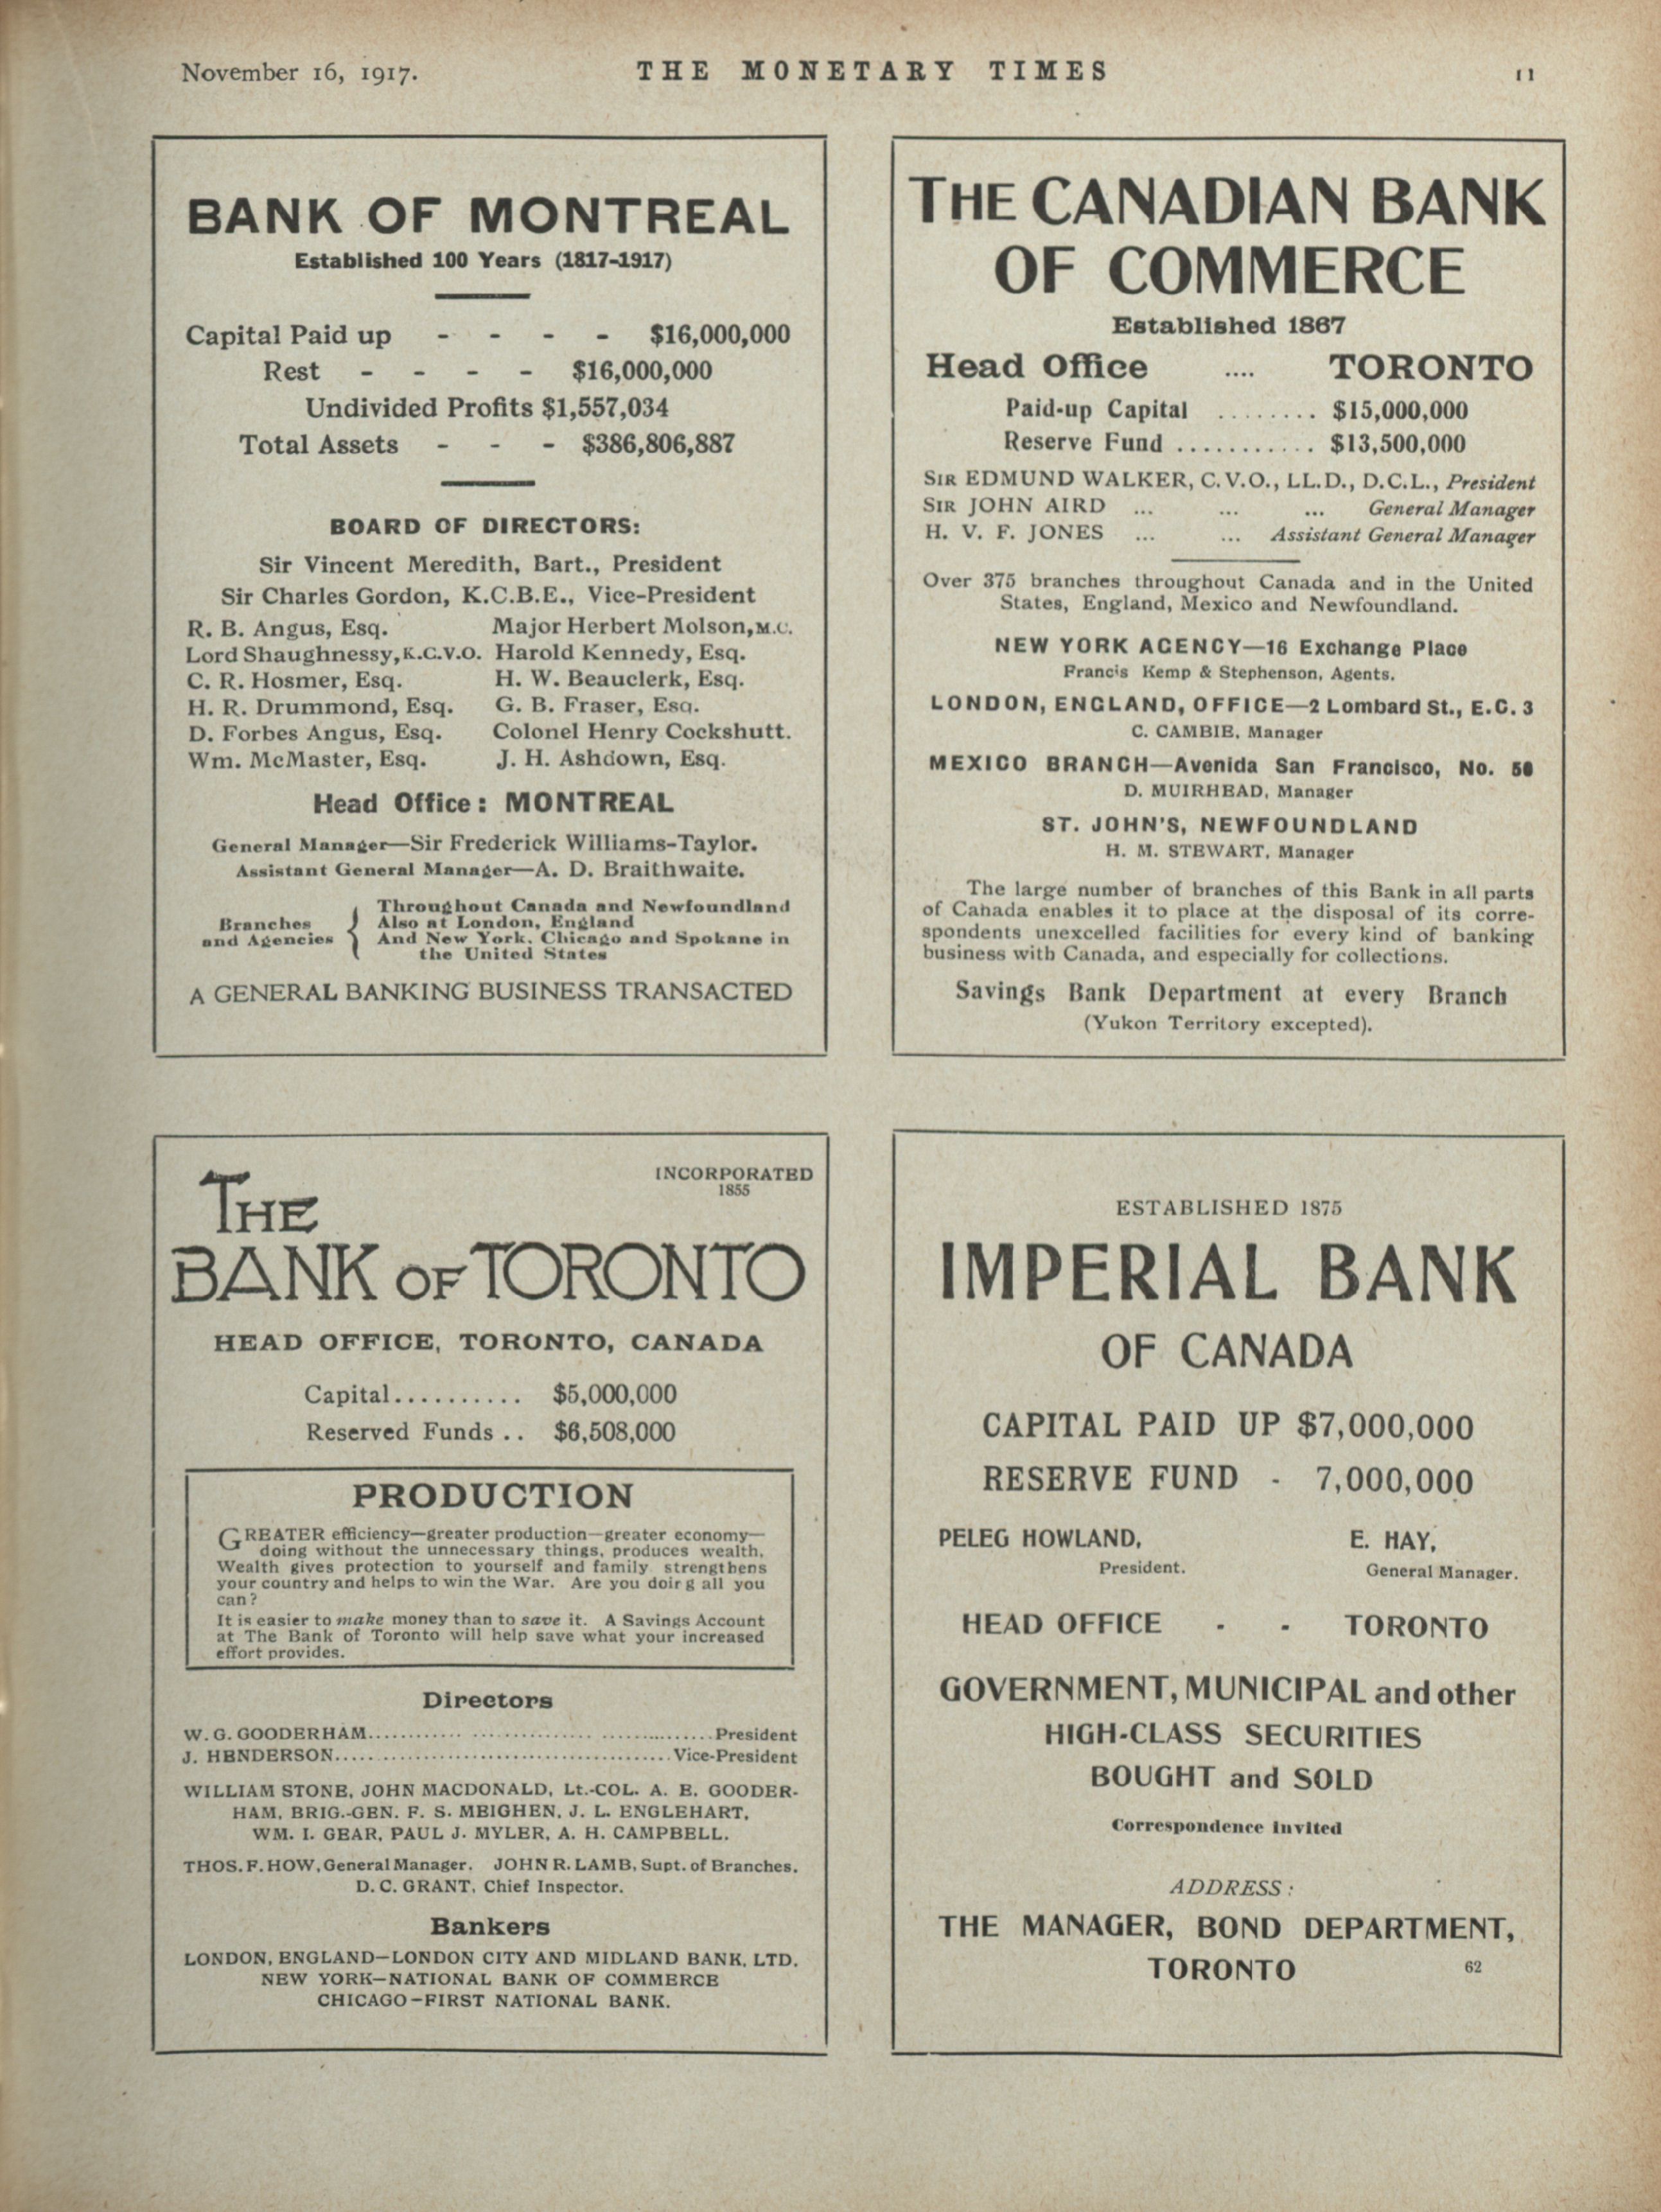 November 16, 1917.
THE MONETARY TIMES
11
BANK OF MONTREAL
Established 100 Years (1817-1917)
Capital Paid up - - - - $16,000,000
Rest - - - - $16,000,000
Undivided Profits $1,557,034
Total Assets - - - $386,806,887
BOARD OF DIRECTORS:
Sir Vincent Meredith, Bart., President
Sir Charles Gordon, K.C.B.E., Vice-President
R. B. Angus, Esq. Major Herbert Molson, M.C.
Lord Shaughnessy, K.C.V.O. Harold Kennedy, Esq.
C. R. Hosmer, Esq. H. W. Beauclerk, Esq.
H. R. Drummond, Esq. G. B. Fraser, Esq.
D. Forbes Angus, Esq. Colonel Henry Cockshutt.
Wm. McMaster, Esq. J. H. Ashdown, Esq.
Head Office: MONTREAL
General Manager—Sir Frederick Williams-Taylor.
Assistant General Manager—A. D. Braithwaite.
Branches and Agencies
Throughout Canada and Newfoundland
Also at London, England
And New York, Chicago and Spokane in
the United States
A GENERAL BANKING BUSINESS TRANSACTED
THE CANADIAN BANK
OF COMMERCE
Established 1867
Head Office .... TORONTO
Paid-up Capital ........ $15,000,000
Reserve Fund ........... $13,500,000
SIR EDMUND WALKER, C.V.O., LL.D., D.C.L., President
SIR JOHN AIRD ... ... ... General Manager
H. V. F. JONES ... ... Assistant General Manager
Over 375 branches throughout Canada and in the United
States, England, Mexico and Newfoundland.
NEW YORK AGENCY—16 Exchange Place
Francis Kemp & Stephenson, Agents.
LONDON, ENGLAND, OFFICE—2 Lombard St., E.C. 3
C. CAMBIE, Manager
MEXICO BRANCH—Avenida San Francisco, No. 50
D. MUIRHEAD, Manager
ST. JOHN'S, NEWFOUNDLAND
H. M. STEWART, Manager
The large number of branches of this Bank in all parts
of Canada enables it to place at the disposal of its corre-
spondents unexcelled facilities for every kind of banking
business with Canada, and especially for collections.
Savings Bank Department at every Branch
(Yukon Territory excepted).
INCORPORATED
1855
THE
BANK OF TORONTO
HEAD OFFICE, TORONTO, CANADA
Capital.......... $5,000,000
Reserved Funds .. $6,508,000
PRODUCTION
GREATER efficiency—greater production—greater economy—
doing without the unnecessary things, produces wealth.
Wealth gives protection to yourself and family strengthens
your country and helps to win the War. Are you doing all you
can?
It is easier to make money than to save it. A Savings Account
at The Bank of Toronto will help save what your increased
effort provides.
Directors
W. G. GOODERHAM........ President
J. HENDERSON........ Vice-President
WILLIAM STONE, JOHN MACDONALD, Lt.-COL. A. E. GOODER-
HAM, BRIG.-GEN. F. S. MEIGHEN, J. L. ENGLEHART,
WM. I. GEAR, PAUL J. MYLER, A. H. CAMPBELL.
THOS. F. HOW, General Manager. JOHN R. LAMB, Supt. of Branches.
D. C. GRANT, Chief Inspector.
Bankers
LONDON, ENGLAND—LONDON CITY AND MIDLAND BANK, LTD.
NEW YORK—NATIONAL BANK OF COMMERCE
CHICAGO—FIRST NATIONAL BANK.
ESTABLISHED 1875
IMPERIAL BANK
OF CANADA
CAPITAL PAID UP $7,000,000
RESERVE FUND - 7,000,000
PELEG HOWLAND, E. HAY,
President. General Manager.
HEAD OFFICE - - TORONTO
GOVERNMENT, MUNICIPAL and other
HIGH-CLASS SECURITIES
BOUGHT and SOLD
Correspondence Invited
ADDRESS:
THE MANAGER, BOND DEPARTMENT,
TORONTO 62